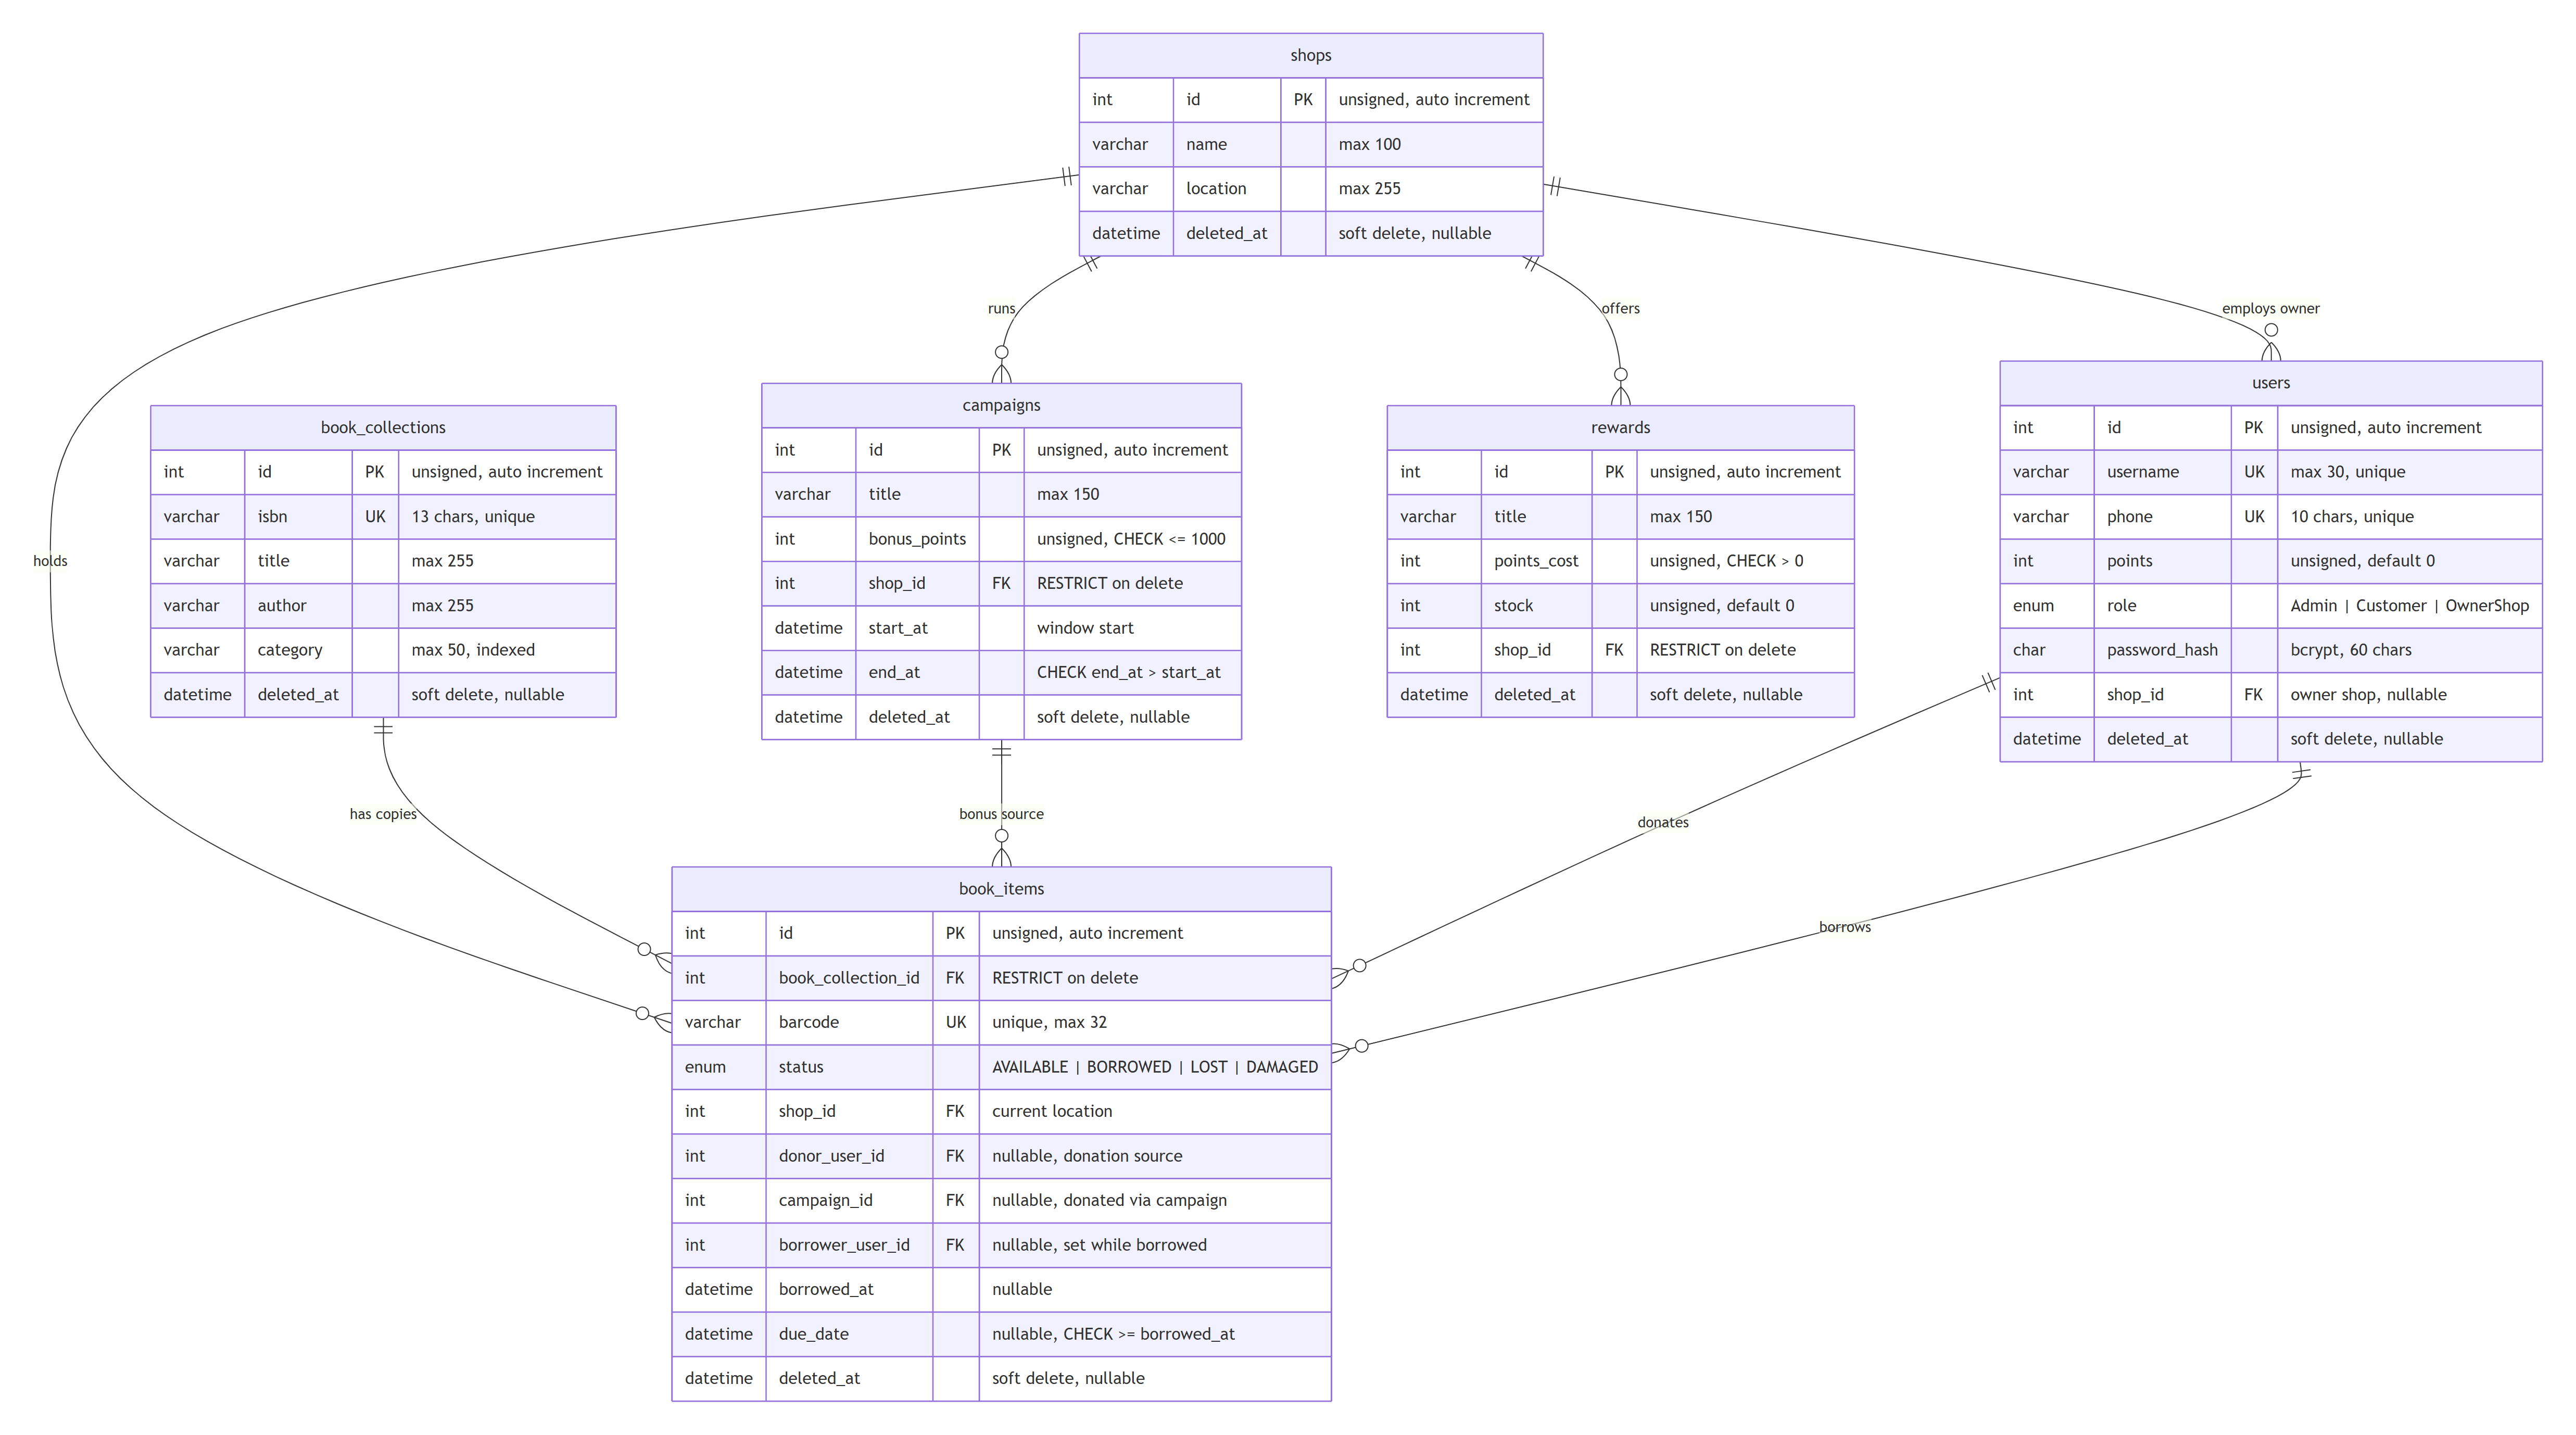 shops
int id PK unsigned, auto increment
varchar name max 100
varchar location max 255
datetime deleted_at soft delete, nullable
runs
offers
employs owner
holds
book_collections
int id PK unsigned, auto increment
varchar isbn UK 13 chars, unique
varchar title max 255
varchar author max 255
varchar category max 50, indexed
datetime deleted_at soft delete, nullable
campaigns
int id PK unsigned, auto increment
varchar title max 150
int bonus_points unsigned, CHECK <= 1000
int shop_id FK RESTRICT on delete
datetime start_at window start
datetime end_at CHECK end_at > start_at
datetime deleted_at soft delete, nullable
rewards
int id PK unsigned, auto increment
varchar title max 150
int points_cost unsigned, CHECK > 0
int stock unsigned, default 0
int shop_id FK RESTRICT on delete
datetime deleted_at soft delete, nullable
users
int id PK unsigned, auto increment
varchar username UK max 30, unique
varchar phone UK 10 chars, unique
int points unsigned, default 0
enum role Admin | Customer | OwnerShop
char password_hash bcrypt, 60 chars
int shop_id FK owner shop, nullable
datetime deleted_at soft delete, nullable
has copies
bonus source
donates
borrows
book_items
int id PK unsigned, auto increment
int book_collection_id FK RESTRICT on delete
varchar barcode UK unique, max 32
enum status AVAILABLE | BORROWED | LOST | DAMAGED
int shop_id FK current location
int donor_user_id FK nullable, donation source
int campaign_id FK nullable, donated via campaign
int borrower_user_id FK nullable, set while borrowed
datetime borrowed_at nullable
datetime due_date nullable, CHECK >= borrowed_at
datetime deleted_at soft delete, nullable